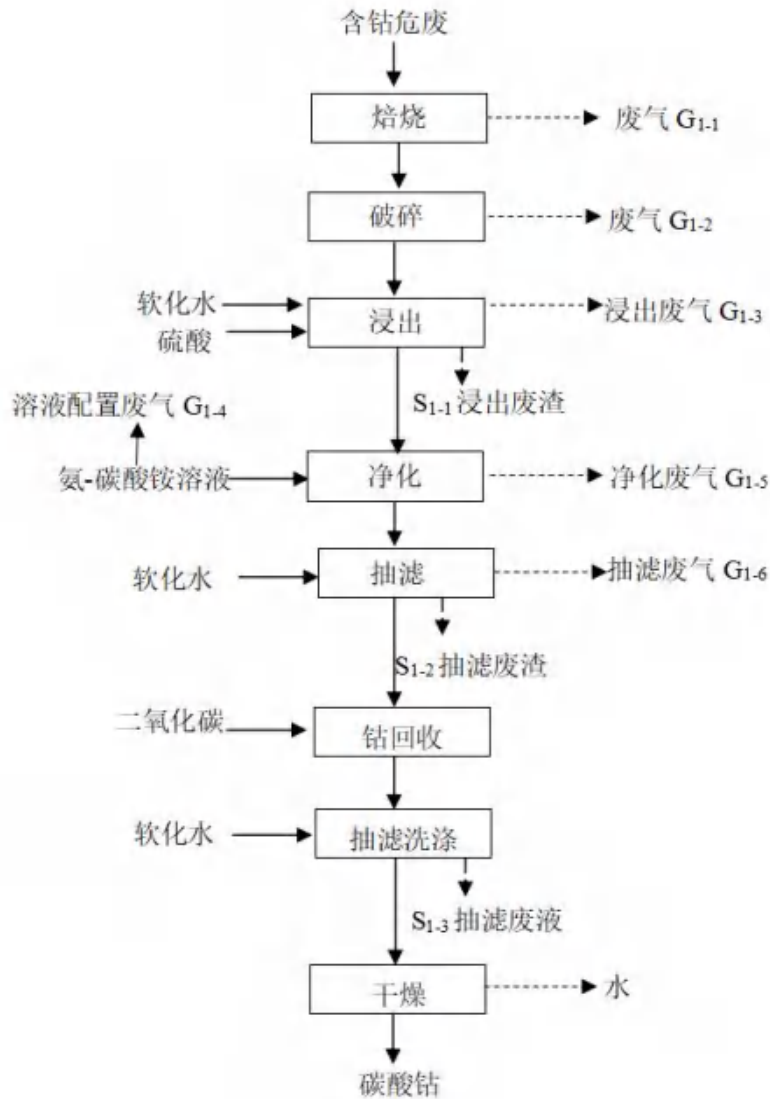 含钴危废
焙烧
废气 G1-1
破碎
废气 G1-2
软化水
硫酸
浸出
浸出废气 G1-3
S1-1 浸出废渣
溶液配置废气 G1-4
氨-碳酸铵溶液
净化
净化废气 G1-5
软化水
抽滤
抽滤废气 G1-6
S1-2 抽滤废渣
二氧化碳
钴回收
软化水
抽滤洗涤
S1-3 抽滤废液
干燥
水
碳酸钴